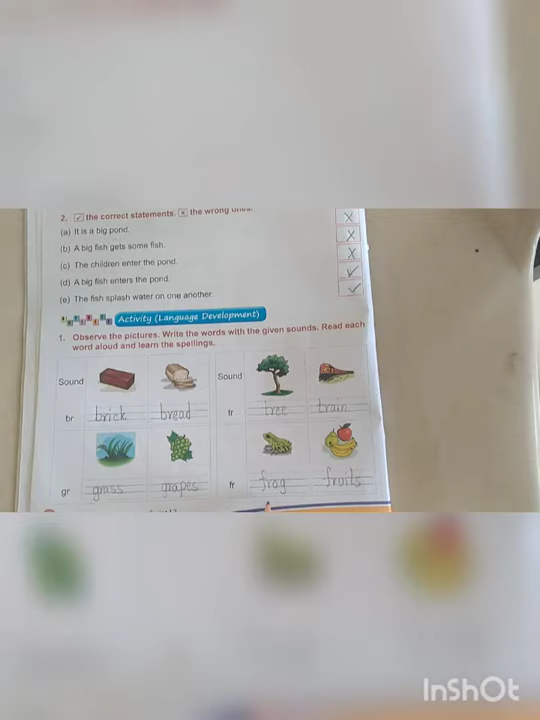 2. ☑ the correct statements. ☒ the wrong ones.
(a) It is a big pond. ✗
(b) A big fish gets some fish. ✗
(c) The children enter the pond. ✗
(d) A big fish enters the pond. ✓
(e) The fish splash water on one another. ✓
Activity (Language Development)
1. Observe the pictures. Write the words with the given sounds. Read each
word aloud and learn the spellings.
Sound Sound
br brick bread tr tree train
gr grass grapes fr frog fruits
InShOt